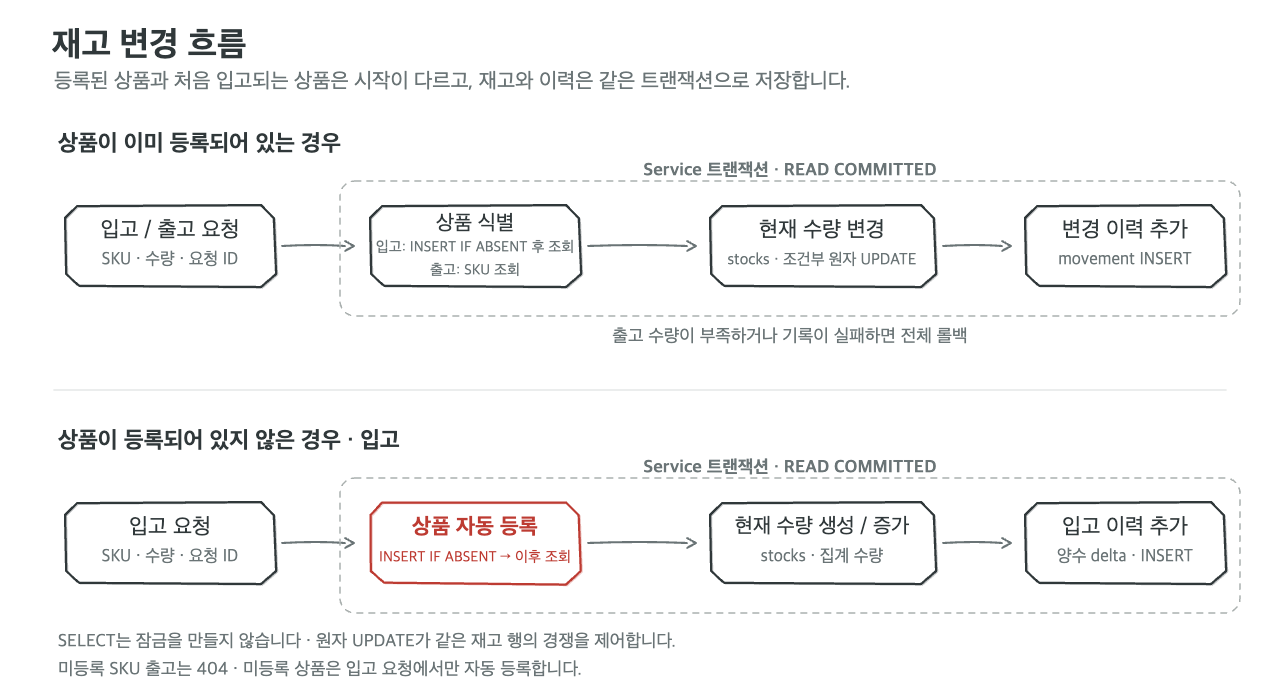 재고 변경 흐름
등록된 상품과 처음 입고되는 상품은 시작이 다르고, 재고와 이력은 같은 트랜잭션으로 저장합니다.
상품이 이미 등록되어 있는 경우
Service 트랜잭션 · READ COMMITTED
입고 / 출고 요청
SKU · 수량 · 요청 ID
상품 식별
입고: INSERT IF ABSENT 후 조회
출고: SKU 조회
현재 수량 변경
stocks · 조건부 원자 UPDATE
변경 이력 추가
movement INSERT
출고 수량이 부족하거나 기록이 실패하면 전체 롤백
상품이 등록되어 있지 않은 경우 · 입고
Service 트랜잭션 · READ COMMITTED
입고 요청
SKU · 수량 · 요청 ID
상품 자동 등록
INSERT IF ABSENT → 이후 조회
현재 수량 생성 / 증가
stocks · 집계 수량
입고 이력 추가
양수 delta · INSERT
SELECT는 잠금을 만들지 않습니다 · 원자 UPDATE가 같은 재고 행의 경쟁을 제어합니다.
미등록 SKU 출고는 404 · 미등록 상품은 입고 요청에서만 자동 등록합니다.